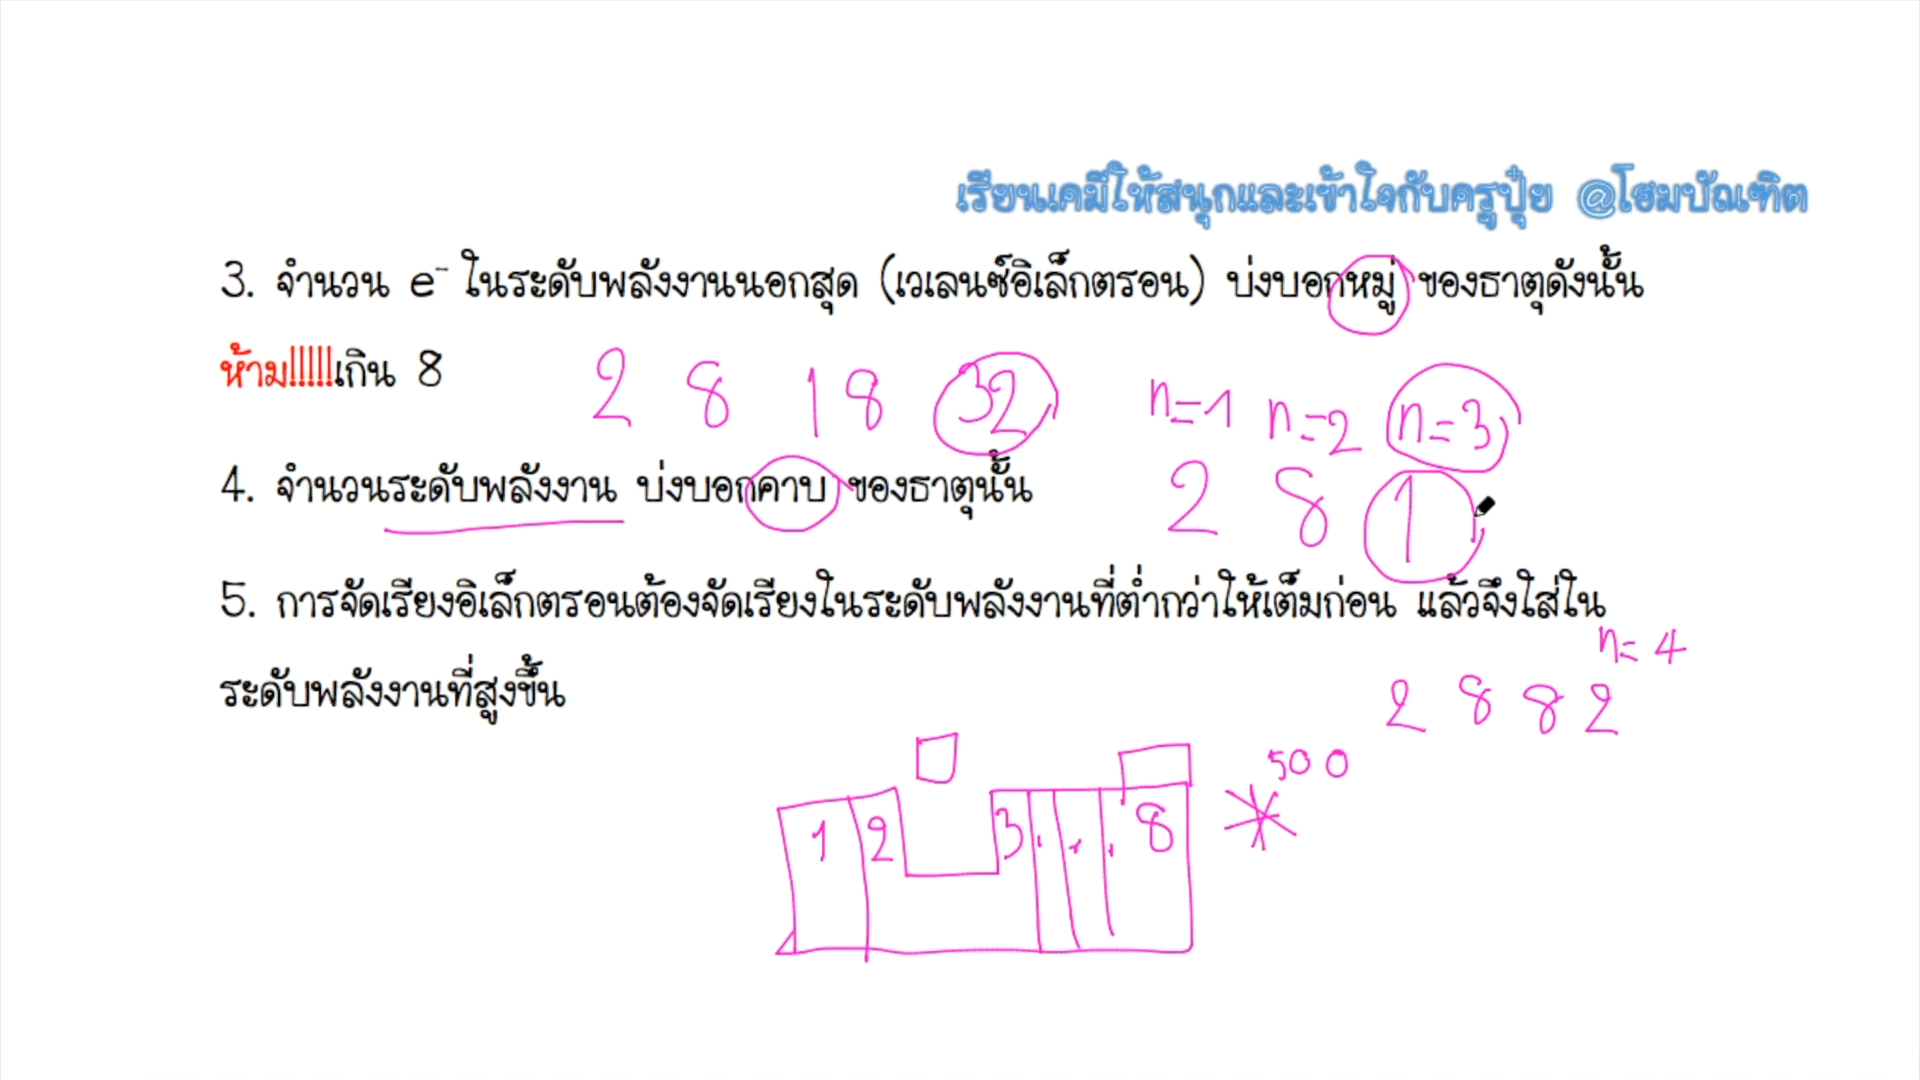 เรียนเคมีให้สนุกและเข้าใจกับครูปุ๋ย @โฮมบัณฑิต
3. จำนวน e⁻ ในระดับพลังงานนอกสุด (เวเลนซ์อิเล็กตรอน) บ่งบอกหมู่ ของธาตุดังนั้น
ห้าม!!!!!เกิน 8
2 8 18 32
n=1 n=2 n=3
4. จำนวนระดับพลังงาน บ่งบอกคาบ ของธาตุนั้น
2 8 1
5. การจัดเรียงอิเล็กตรอนต้องจัดเรียงในระดับพลังงานที่ต่ำกว่าให้เต็มก่อน แล้วจึงใส่ใน
n=4
ระดับพลังงานที่สูงขึ้น
2 8 8 2
500
1 2 3 . . . 8